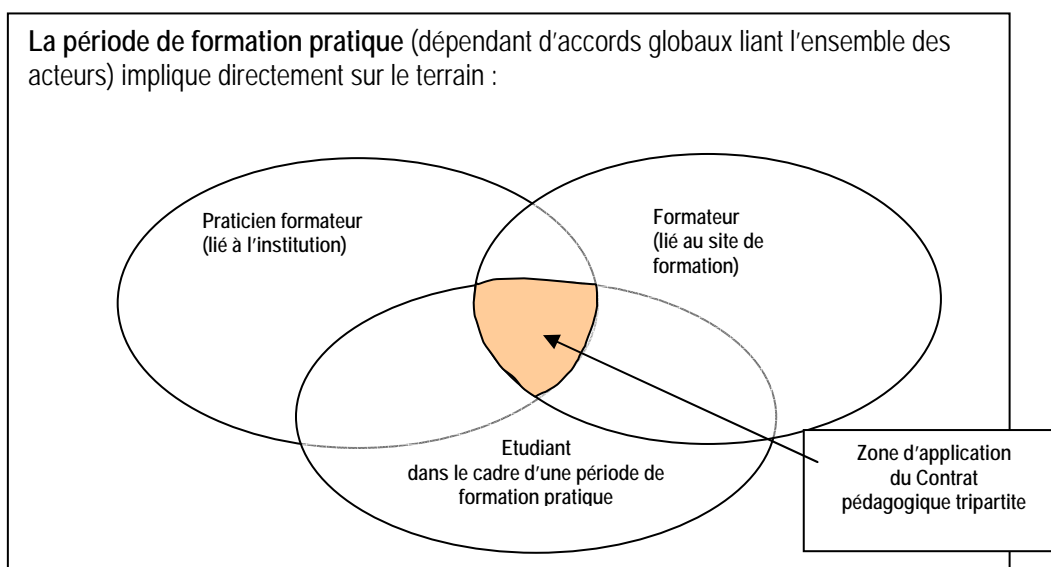 La période de formation pratique (dépendant d'accords globaux liant l'ensemble des
acteurs) implique directement sur le terrain :
Praticien formateur
(lié à l'institution)
Formateur
(lié au site de
formation)
Etudiant
dans le cadre d'une période de
formation pratique
Zone d'application
du Contrat
pédagogique tripartite